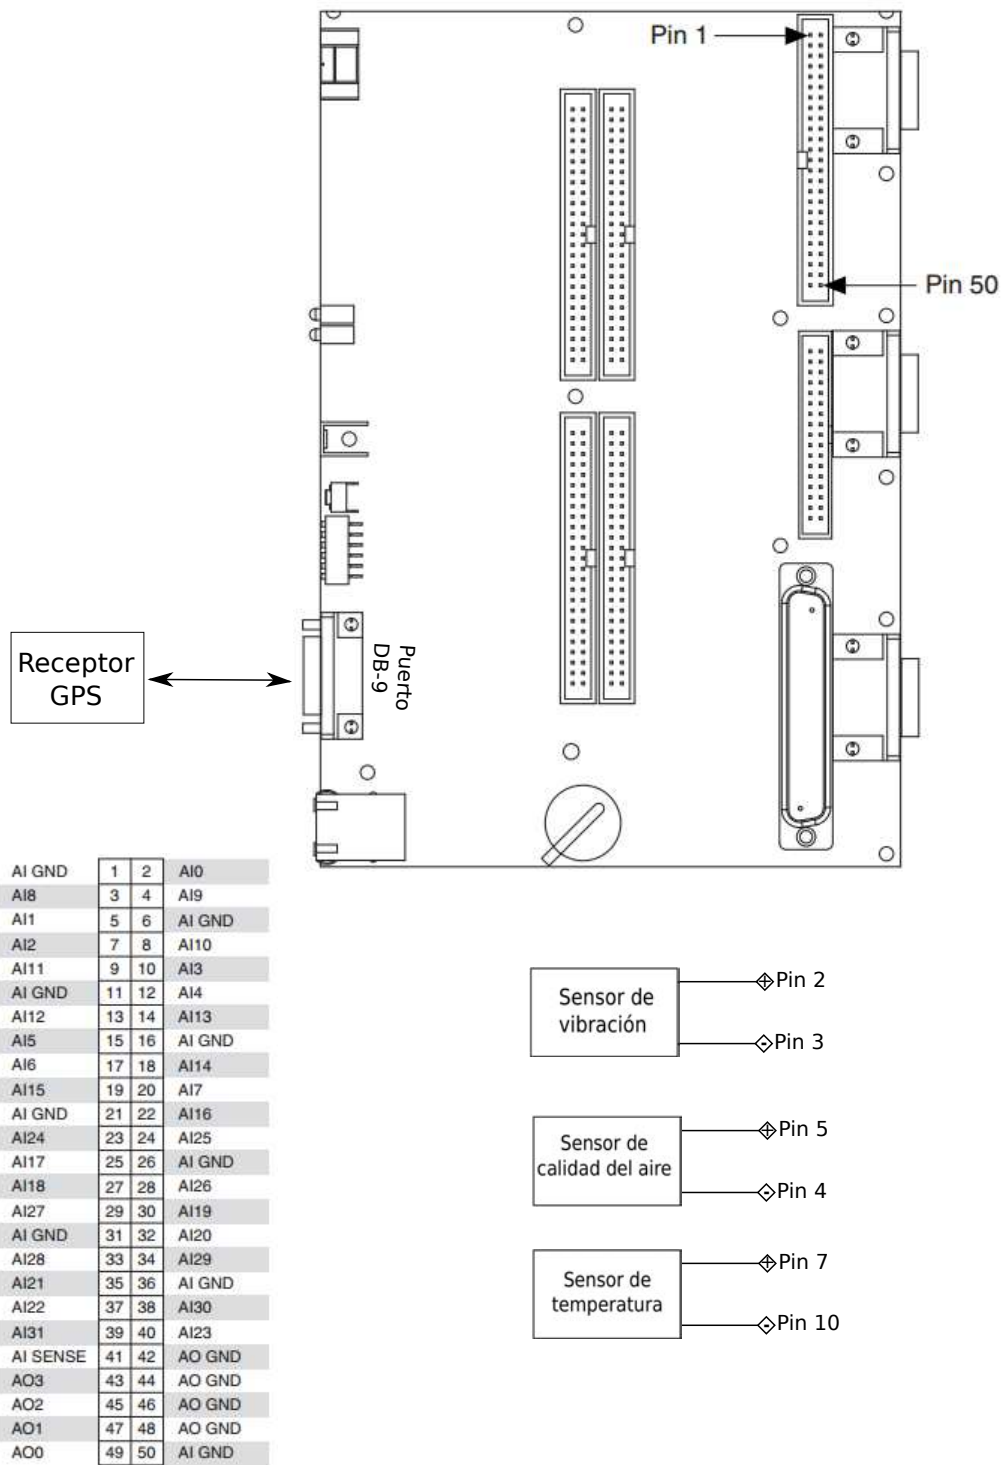 Pin 1
Pin 50
Receptor
GPS
Puerto
DB-9
AI GND 1 2 AI0
AI8 3 4 AI9
AI1 5 6 AI GND
AI2 7 8 AI10
AI11 9 10 AI3
AI GND 11 12 AI4
AI12 13 14 AI13
AI5 15 16 AI GND
AI6 17 18 AI14
AI15 19 20 AI7
AI GND 21 22 AI16
AI24 23 24 AI25
AI17 25 26 AI GND
AI18 27 28 AI26
AI27 29 30 AI19
AI GND 31 32 AI20
AI28 33 34 AI29
AI21 35 36 AI GND
AI22 37 38 AI30
AI31 39 40 AI23
AI SENSE 41 42 AO GND
AO3 43 44 AO GND
AO2 45 46 AO GND
AO1 47 48 AO GND
AO0 49 50 AI GND
Sensor de
vibración
Pin 2
Pin 3
Sensor de
calidad del aire
Pin 5
Pin 4
Sensor de
temperatura
Pin 7
Pin 10